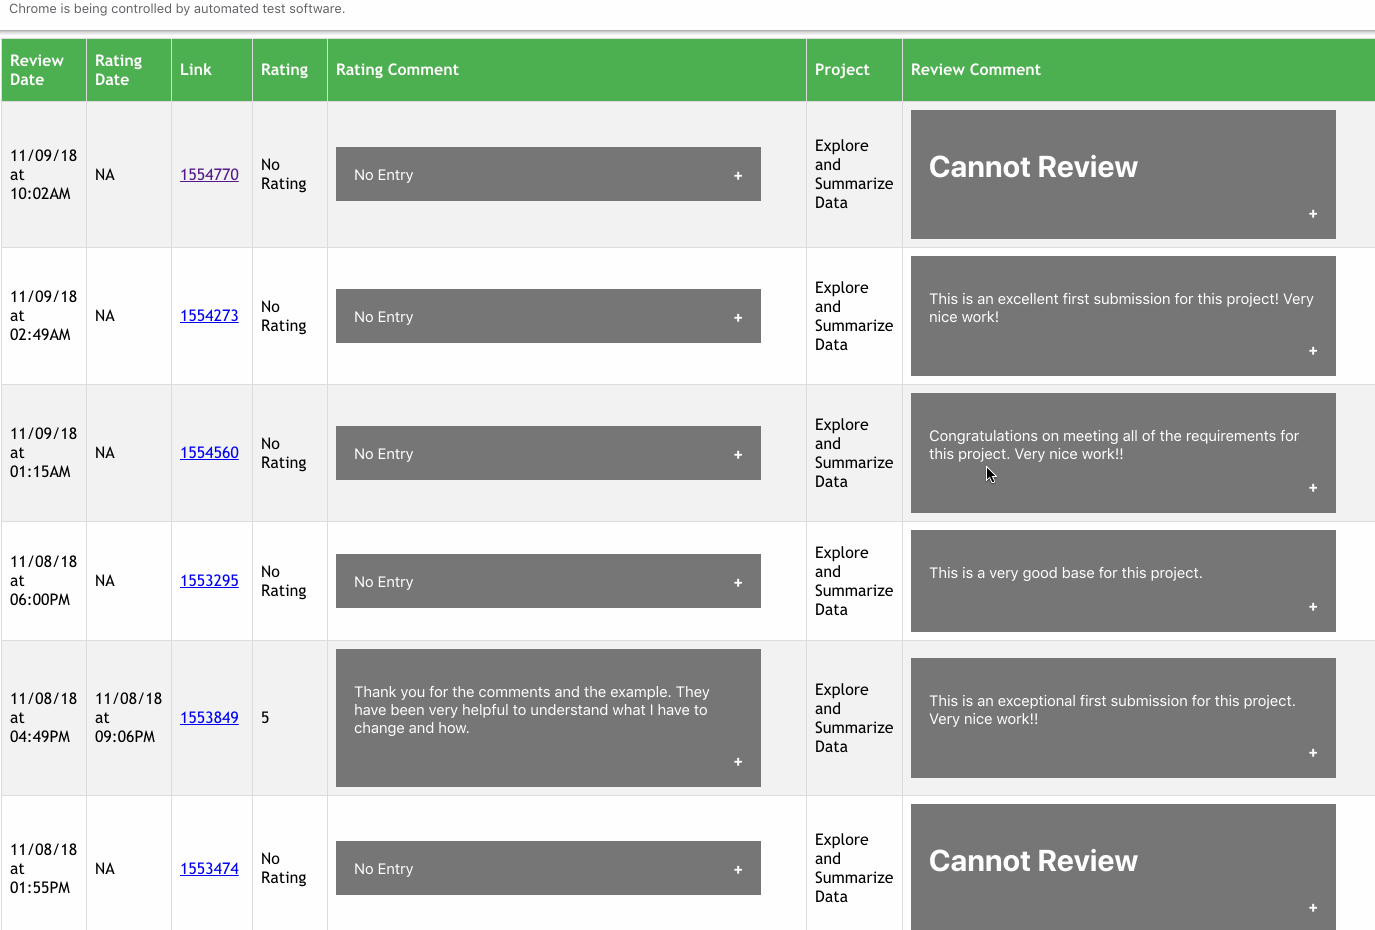 Chrome is being controlled by automated test software.
Review Date
Rating Date
Link
Rating
Rating Comment
Project
Review Comment
11/09/18
at
10:02AM
NA
1554770
No
Rating
No Entry
+
Explore
and
Summarize
Data
Cannot Review
+
11/09/18
at
02:49AM
NA
1554273
No
Rating
No Entry
+
Explore
and
Summarize
Data
This is an excellent first submission for this project! Very
nice work!
+
11/09/18
at
01:15AM
NA
1554560
No
Rating
No Entry
+
Explore
and
Summarize
Data
Congratulations on meeting all of the requirements for
this project. Very nice work!!
+
11/08/18
at
06:00PM
NA
1553295
No
Rating
No Entry
+
Explore
and
Summarize
Data
This is a very good base for this project.
+
11/08/18
at
04:49PM
11/08/18
at
09:06PM
1553849
5
Thank you for the comments and the example. They
have been very helpful to understand what I have to
change and how.
+
Explore
and
Summarize
Data
This is an exceptional first submission for this project.
Very nice work!!
+
11/08/18
at
01:55PM
NA
1553474
No
Rating
No Entry
+
Explore
and
Summarize
Data
Cannot Review
+